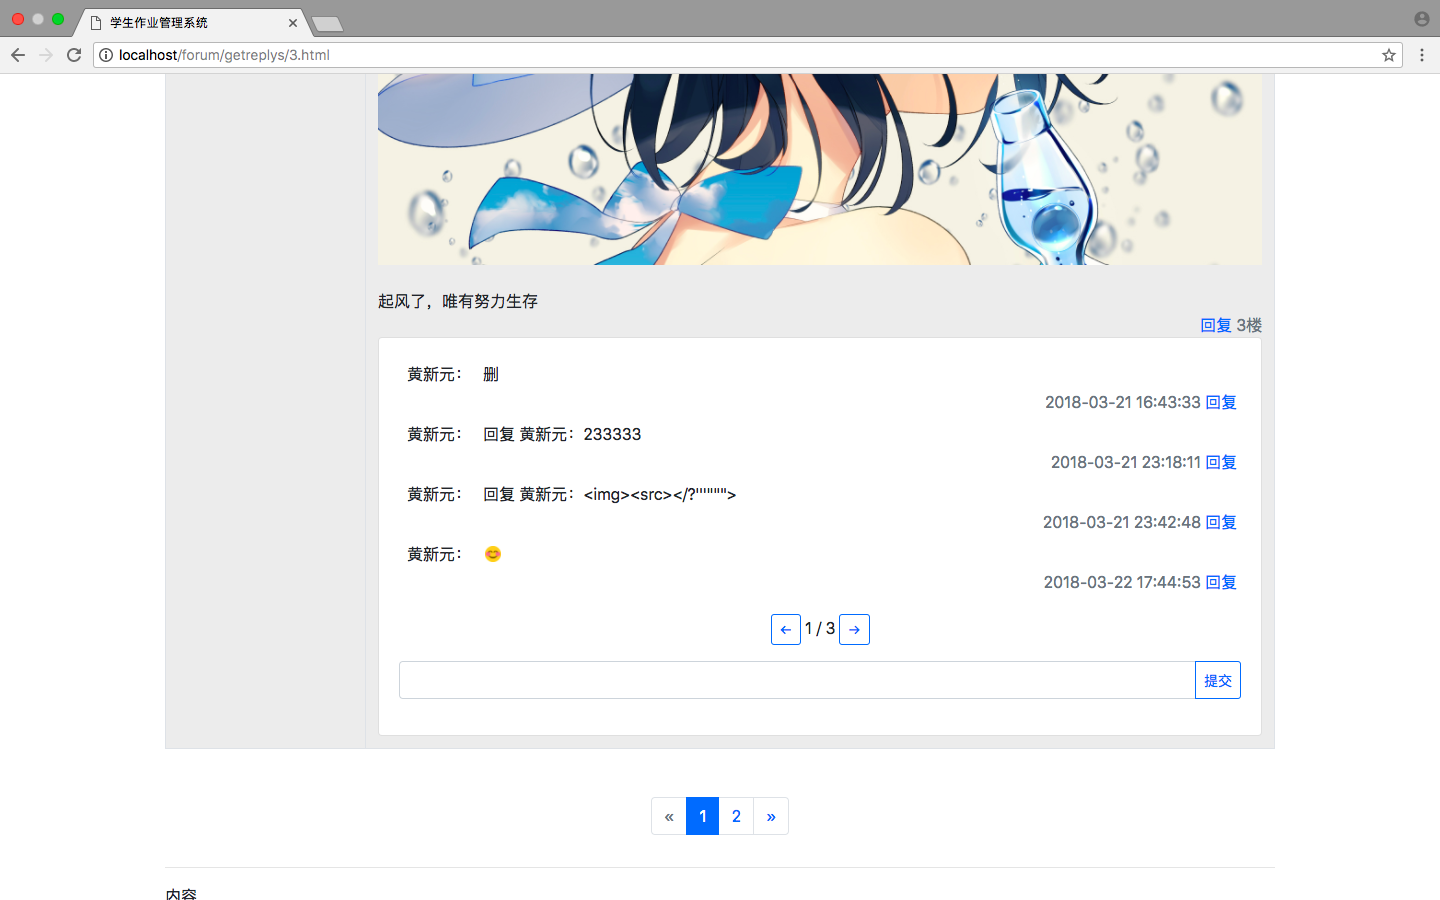 学生作业管理系统
localhost/forum/getreplys/3.html
起风了，唯有努力生存
回复 3楼
黄新元： 删
2018-03-21 16:43:33 回复
黄新元： 回复 黄新元：233333
2018-03-21 23:18:11 回复
黄新元： 回复 黄新元：<img><src></?''"""">
2018-03-21 23:42:48 回复
黄新元： 😊
2018-03-22 17:44:53 回复
← 1 / 3 →
提交
« 1 2 »
内容